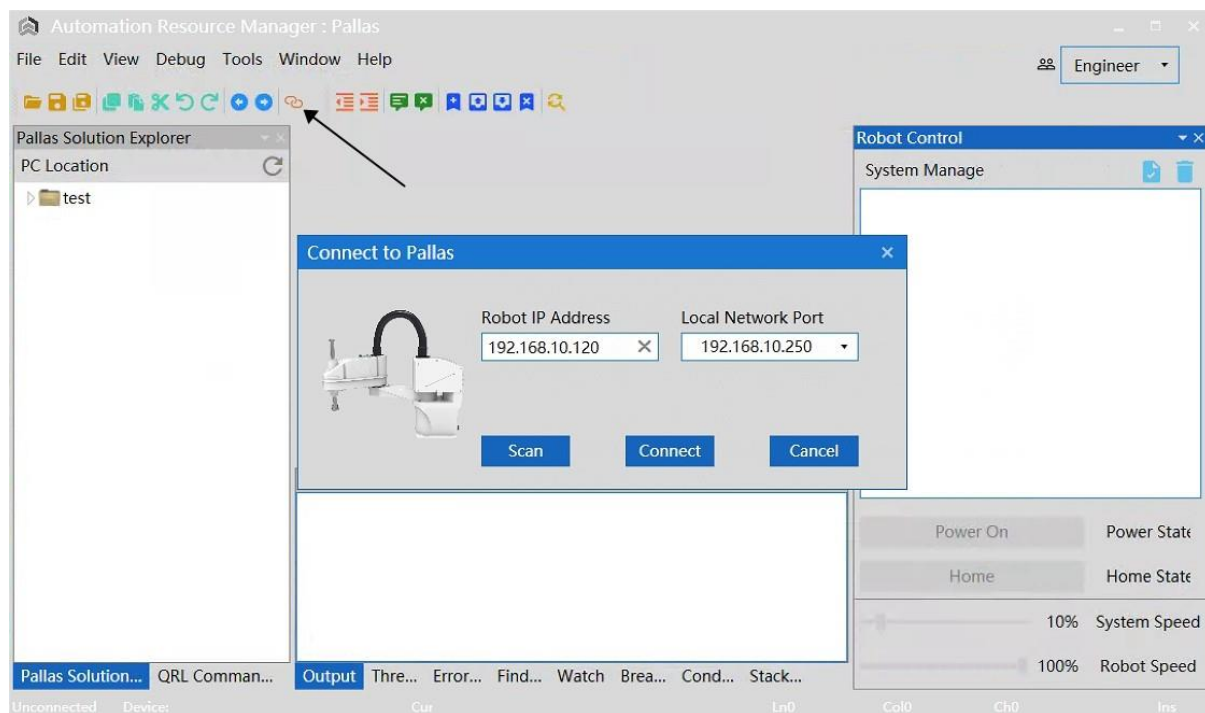 Automation Resource Manager : Pallas
File Edit View Debug Tools Window Help
Engineer
Pallas Solution Explorer
PC Location
test
Robot Control
System Manage
Connect to Pallas
Robot IP Address Local Network Port
192.168.10.120 192.168.10.250
Scan Connect Cancel
Power On Power State
Home Home State
10% System Speed
100% Robot Speed
Pallas Solution... QRL Comman... Output Thre... Error... Find... Watch Brea... Cond... Stack...
Unconnected Device: Cur Ln0 Col0 Ch0 Ins